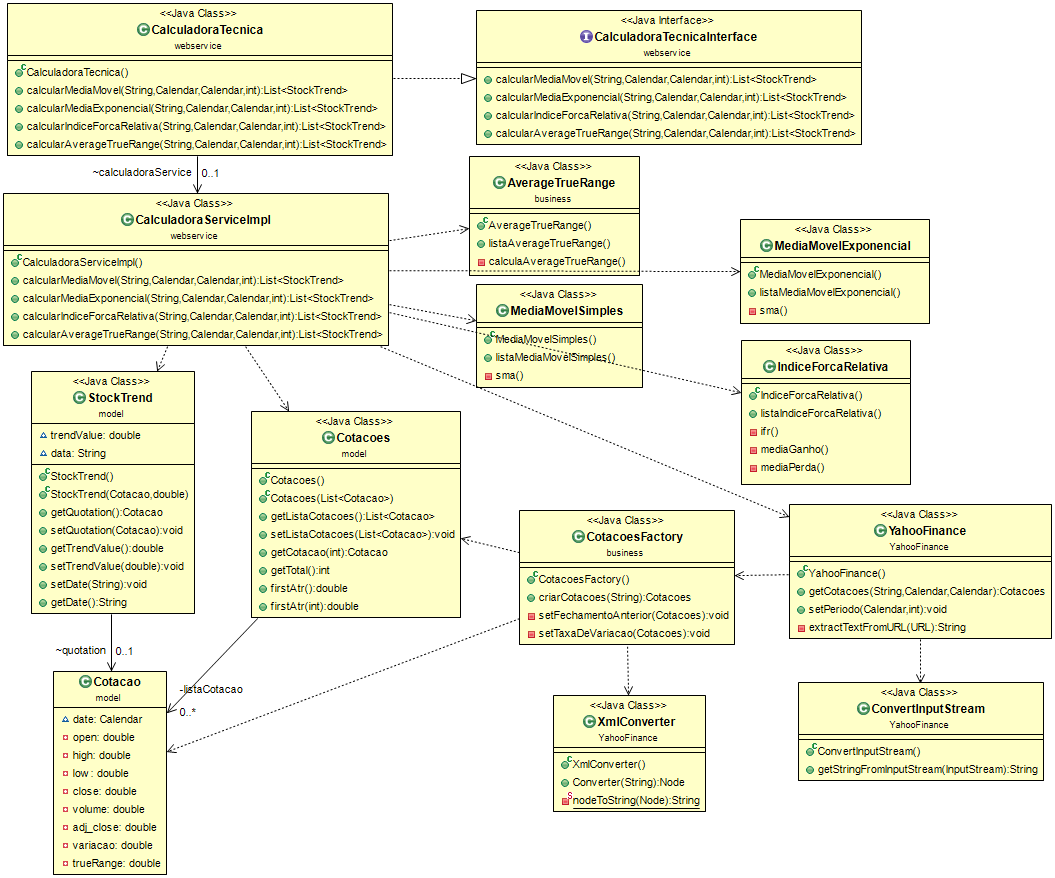 <<Java Class>>
CalculadoraTecnica
webservice
CalculadoraTecnica()
calcularMediaMovel(String,Calendar,Calendar,int):List<StockTrend>
calcularMediaExponencial(String,Calendar,Calendar,int):List<StockTrend>
calcularIndiceForcaRelativa(String,Calendar,Calendar,int):List<StockTrend>
calcularAverageTrueRange(String,Calendar,Calendar,int):List<StockTrend>
<<Java Interface>>
CalculadoraTecnicaInterface
webservice
calcularMediaMovel(String,Calendar,Calendar,int):List<StockTrend>
calcularMediaExponencial(String,Calendar,Calendar,int):List<StockTrend>
calcularIndiceForcaRelativa(String,Calendar,Calendar,int):List<StockTrend>
calcularAverageTrueRange(String,Calendar,Calendar,int):List<StockTrend>
~calculadoraService
0..1
<<Java Class>>
CalculadoraServiceImpl
webservice
CalculadoraServiceImpl()
calcularMediaMovel(String,Calendar,Calendar,int):List<StockTrend>
calcularMediaExponencial(String,Calendar,Calendar,int):List<StockTrend>
calcularIndiceForcaRelativa(String,Calendar,Calendar,int):List<StockTrend>
calcularAverageTrueRange(String,Calendar,Calendar,int):List<StockTrend>
<<Java Class>>
AverageTrueRange
business
AverageTrueRange()
listaAverageTrueRange()
calculaAverageTrueRange()
<<Java Class>>
MediaMovelExponencial
MediaMovelExponencial()
listaMediaMovelExponencial()
sma()
<<Java Class>>
MediaMovelSimples
MediaMovelSimples()
listaMediaMovelSimples()
sma()
<<Java Class>>
IndiceForcaRelativa
IndiceForcaRelativa()
listaIndiceForcaRelativa()
ifr()
mediaGanho()
mediaPerda()
<<Java Class>>
StockTrend
model
trendValue: double
data: String
StockTrend()
StockTrend(Cotacao,double)
getQuotation():Cotacao
setQuotation(Cotacao):void
getTrendValue():double
setTrendValue(double):void
setDate(String):void
getDate():String
<<Java Class>>
Cotacoes
model
Cotacoes()
Cotacoes(List<Cotacao>)
getListaCotacoes():List<Cotacao>
setListaCotacoes(List<Cotacao>):void
getCotacao(int):Cotacao
getTotal():int
firstAtr():double
firstAtr(int):double
<<Java Class>>
CotacoesFactory
business
CotacoesFactory()
criarCotacoes(String):Cotacoes
setFechamentoAnterior(Cotacoes):void
setTaxaDeVariacao(Cotacoes):void
<<Java Class>>
YahooFinance
YahooFinance
YahooFinance()
getCotacoes(String,Calendar,Calendar):Cotacoes
setPeriodo(Calendar,int):void
extractTextFromURL(URL):String
~quotation
0..1
-listaCotacao
0..*
Cotacao
model
date: Calendar
open: double
high: double
low : double
close: double
volume: double
adj_close: double
variacao: double
trueRange: double
<<Java Class>>
XmlConverter
YahooFinance
XmlConverter()
Converter(String):Node
nodeToString(Node):String
<<Java Class>>
ConvertInputStream
YahooFinance
ConvertInputStream()
getStringFromInputStream(InputStream):String